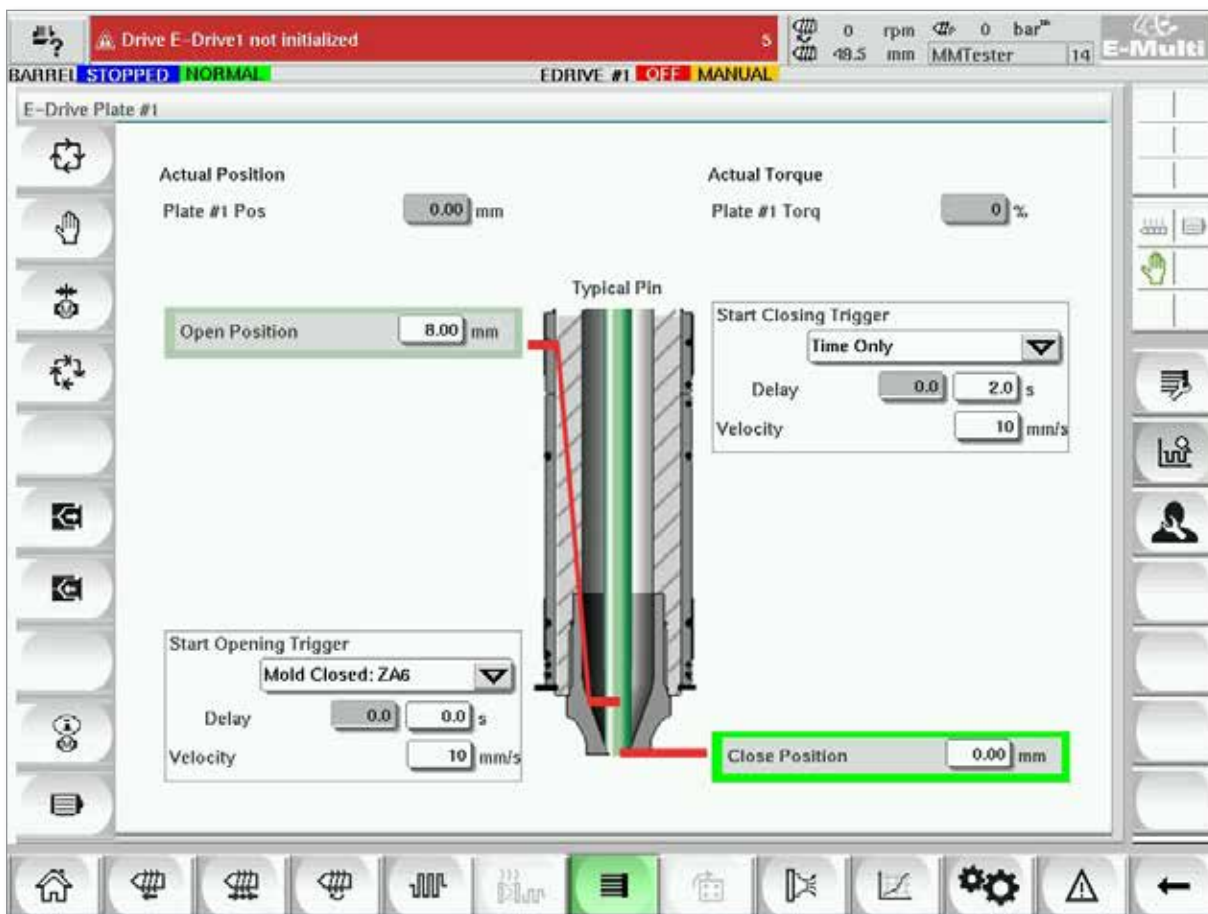 ?
Drive E-Drive1 not initialized 5
0 rpm 0 bar
49.5 mm MMTester 14
E-Multi
BARREL STOPPED NORMAL EDRIVE #1 OFF MANUAL
E-Drive Plate #1
Actual Position
Plate #1 Pos 0.00 mm
Actual Torque
Plate #1 Torq 0 %
Typical Pin
Open Position 8.00 mm
Start Closing Trigger
Time Only
Delay 0.0 2.0 s
Velocity 10 mm/s
Start Opening Trigger
Mold Closed: ZA6
Delay 0.0 0.0 s
Velocity 10 mm/s
Close Position 0.00 mm